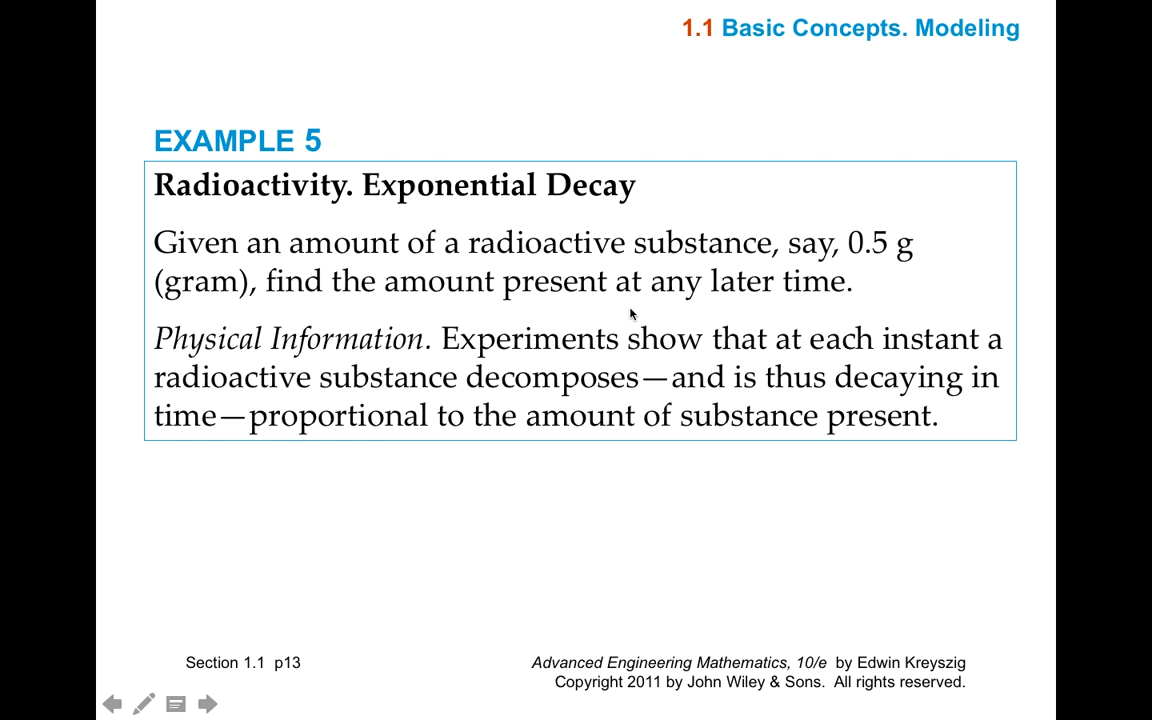 1.1 Basic Concepts. Modeling
EXAMPLE 5
Radioactivity. Exponential Decay
Given an amount of a radioactive substance, say, 0.5 g
(gram), find the amount present at any later time.
Physical Information. Experiments show that at each instant a
radioactive substance decomposes—and is thus decaying in
time—proportional to the amount of substance present.
Section 1.1 p13
Advanced Engineering Mathematics, 10/e by Edwin Kreyszig
Copyright 2011 by John Wiley & Sons. All rights reserved.